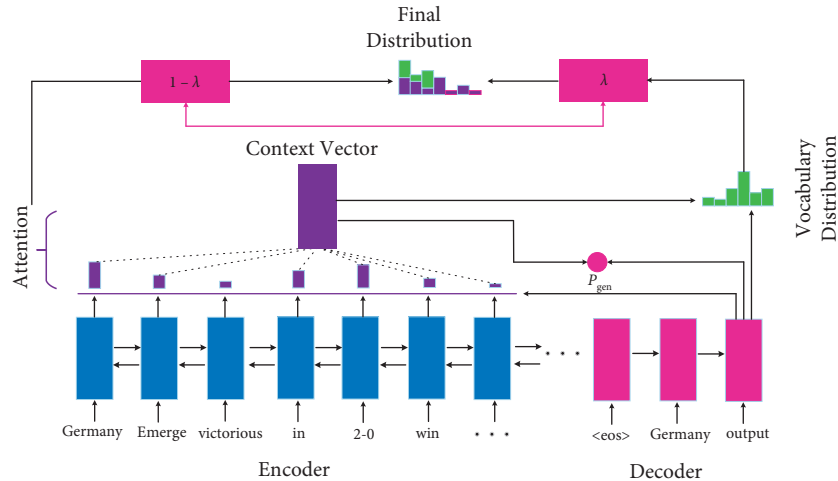 Final
Distribution
1 – λ
λ
Context Vector
Attention
Vocabulary
Distribution
P_gen
. . .
Germany
Emerge
victorious
in
2-0
win
. . .
<eos>
Germany
output
Encoder
Decoder